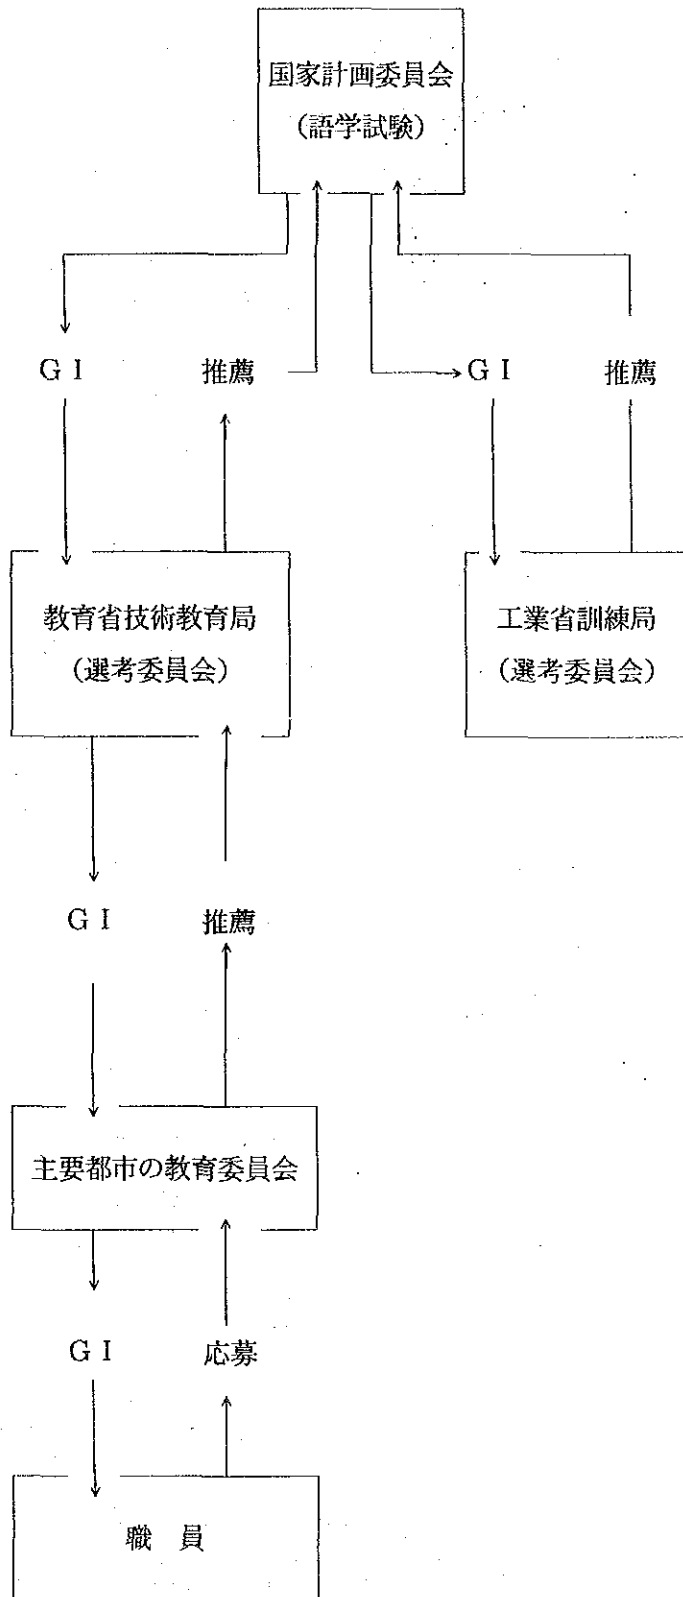 国家計画委員会
(語学試験)
GI 推薦 GI 推薦
教育省技術教育局
(選考委員会)
工業省訓練局
(選考委員会)
GI 推薦
主要都市の教育委員会
GI 応募
職員